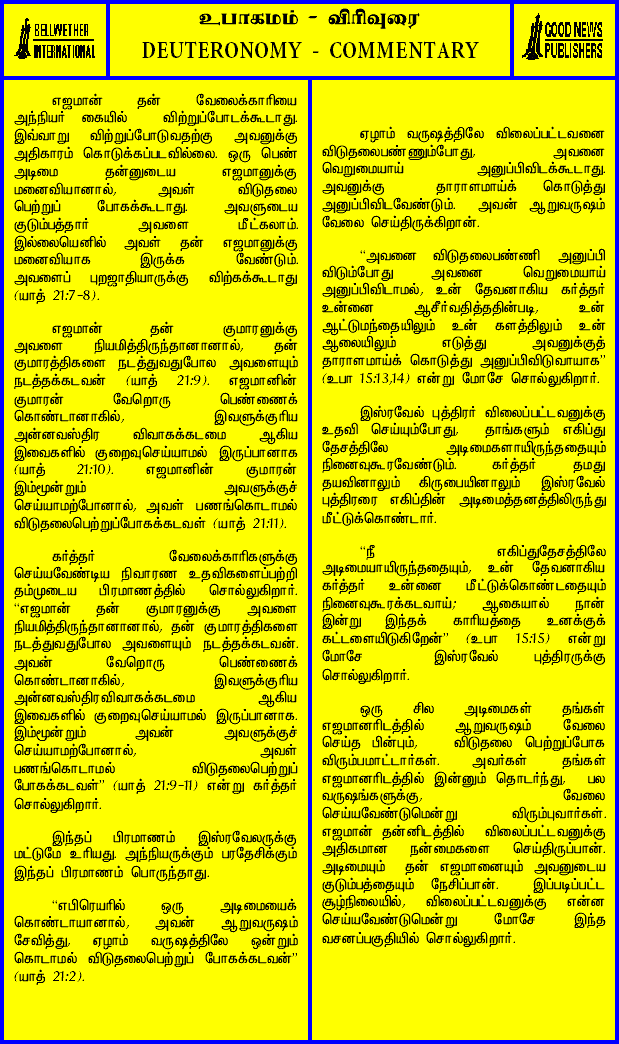 BELLWETHER
INTERNATIONAL
உபாகமம் - விரிவுரை
DEUTERONOMY - COMMENTARY
GOOD NEWS
PUBLISHERS
எஜமான் தன் வேலைக்காரியை
அந்நியர் கையில் விற்றுப்போடக்கூடாது.
இவ்வாறு விற்றுப்போடுவதற்கு அவனுக்கு
அதிகாரம் கொடுக்கப்படவில்லை. ஒரு பெண்
அடிமை தன்னுடைய எஜமானுக்கு
மனைவியானால், அவள் விடுதலை
பெற்றுப் போகக்கூடாது. அவளுடைய
குடும்பத்தார் அவளை மீட்கலாம்.
இல்லையெனில் அவள் தன் எஜமானுக்கு
மனைவியாக இருக்க வேண்டும்.
அவளைப் புறஜாதியாருக்கு விற்கக்கூடாது
(யாத் 21:7-8).
எஜமான் தன் குமாரனுக்கு
அவளை நியமித்திருந்தானானால், தன்
குமாரத்திகளை நடத்துவதுபோல அவளையும்
நடத்தக்கடவன் (யாத் 21:9). எஜமானின்
குமாரன் வேறொரு பெண்ணைக்
கொண்டானாகில், இவளுக்குரிய
அன்னவஸ்திர விவாகக்கடமை ஆகிய
இவைகளில் குறைவுசெய்யாமல் இருப்பானாக
(யாத் 21:10). எஜமானின் குமாரன்
இம்மூன்றும் அவளுக்குச்
செய்யாமற்போனால், அவள் பணங்கொடாமல்
விடுதலைபெற்றுப்போகக்கடவள் (யாத் 21:11).
கர்த்தர் வேலைக்காரிகளுக்கு
செய்யவேண்டிய நிவாரண உதவிகளைப்பற்றி
தம்முடைய பிரமாணத்தில் சொல்லுகிறார்.
“எஜமான் தன் குமாரனுக்கு அவளை
நியமித்திருந்தானானால், தன் குமாரத்திகளை
நடத்துவதுபோல அவளையும் நடத்தக்கடவன்.
அவன் வேறொரு பெண்ணைக்
கொண்டானாகில், இவளுக்குரிய
அன்னவஸ்திரவிவாகக்கடமை ஆகிய
இவைகளில் குறைவுசெய்யாமல் இருப்பானாக.
இம்மூன்றும் அவன் அவளுக்குச்
செய்யாமற்போனால், அவள்
பணங்கொடாமல் விடுதலைபெற்றுப்
போகக்கடவள்” (யாத் 21:9-11) என்று கர்த்தர்
சொல்லுகிறார்.
இந்தப் பிரமாணம் இஸ்ரவேலருக்கு
மட்டுமே உரியது. அந்நியருக்கும் பரதேசிக்கும்
இந்தப் பிரமாணம் பொருந்தாது.
“எபிரெயரில் ஒரு அடிமையைக்
கொண்டாயானால், அவன் ஆறுவருஷம்
சேவித்து, ஏழாம் வருஷத்திலே ஒன்றும்
கொடாமல் விடுதலைபெற்றுப் போகக்கடவன்”
(யாத் 21:2).
ஏழாம் வருஷத்திலே விலைப்பட்டவனை
விடுதலைபண்ணும்போது, அவனை
வெறுமையாய் அனுப்பிவிடக்கூடாது.
அவனுக்கு தாராளமாய்க் கொடுத்து
அனுப்பிவிடவேண்டும். அவன் ஆறுவருஷம்
வேலை செய்திருக்கிறான்.
“அவனை விடுதலைபண்ணி அனுப்பி
விடும்போது அவனை வெறுமையாய்
அனுப்பிவிடாமல், உன் தேவனாகிய கர்த்தர்
உன்னை ஆசீர்வதித்ததின்படி, உன்
ஆட்டுமந்தையிலும் உன் களத்திலும் உன்
ஆலையிலும் எடுத்து அவனுக்குத்
தாராளமாய்க் கொடுத்து அனுப்பிவிடுவாயாக”
(உபா 15:13,14) என்று மோசே சொல்லுகிறார்.
இஸ்ரவேல் புத்திரர் விலைப்பட்டவனுக்கு
உதவி செய்யும்போது, தாங்களும் எகிப்து
தேசத்திலே அடிமைகளாயிருந்ததையும்
நினைவுகூரவேண்டும். கர்த்தர் தமது
தயவினாலும் கிருபையினாலும் இஸ்ரவேல்
புத்திரரை எகிப்தின் அடிமைத்தனத்திலிருந்து
மீட்டுக்கொண்டார்.
“நீ எகிப்துதேசத்திலே
அடிமையாயிருந்ததையும், உன் தேவனாகிய
கர்த்தர் உன்னை மீட்டுக்கொண்டதையும்
நினைவுகூரக்கடவாய்; ஆகையால் நான்
இன்று இந்தக் காரியத்தை உனக்குக்
கட்டளையிடுகிறேன்” (உபா 15:15) என்று
மோசே இஸ்ரவேல் புத்திரருக்கு
சொல்லுகிறார்.
ஒரு சில அடிமைகள் தங்கள்
எஜமானரிடத்தில் ஆறுவருஷம் வேலை
செய்த பின்பும், விடுதலை பெற்றுப்போக
விரும்பமாட்டார்கள். அவர்கள் தங்கள்
எஜமானரிடத்தில் இன்னும் தொடர்ந்து, பல
வருஷங்களுக்கு, வேலை
செய்யவேண்டுமென்று விரும்புவார்கள்.
எஜமான் தன்னிடத்தில் விலைப்பட்டவனுக்கு
அதிகமான நன்மைகளை செய்திருப்பான்.
அடிமையும் தன் எஜமானையும் அவனுடைய
குடும்பத்தையும் நேசிப்பான். இப்படிப்பட்ட
சூழ்நிலையில், விலைப்பட்டவனுக்கு என்ன
செய்யவேண்டுமென்று மோசே இந்த
வசனப்பகுதியில் சொல்லுகிறார்.